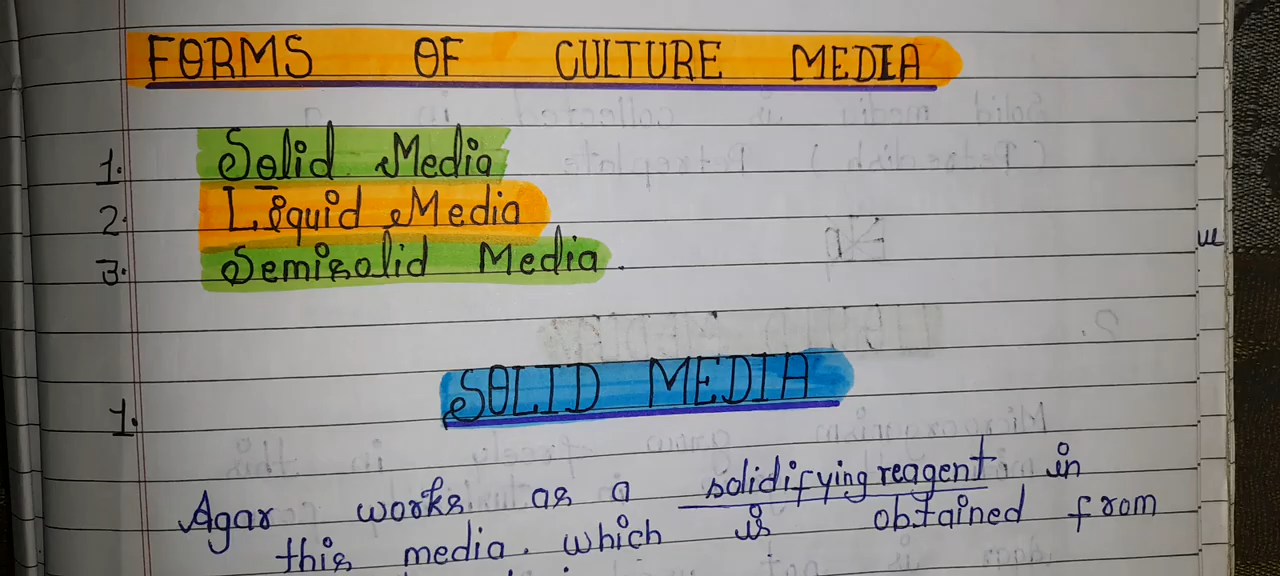 FORMS OF CULTURE MEDIA
1. Solid Media
2. Liquid Media
3. Semisolid Media.
1. SOLID MEDIA
Agar works as a solidifying reagent in
this media. which is obtained from